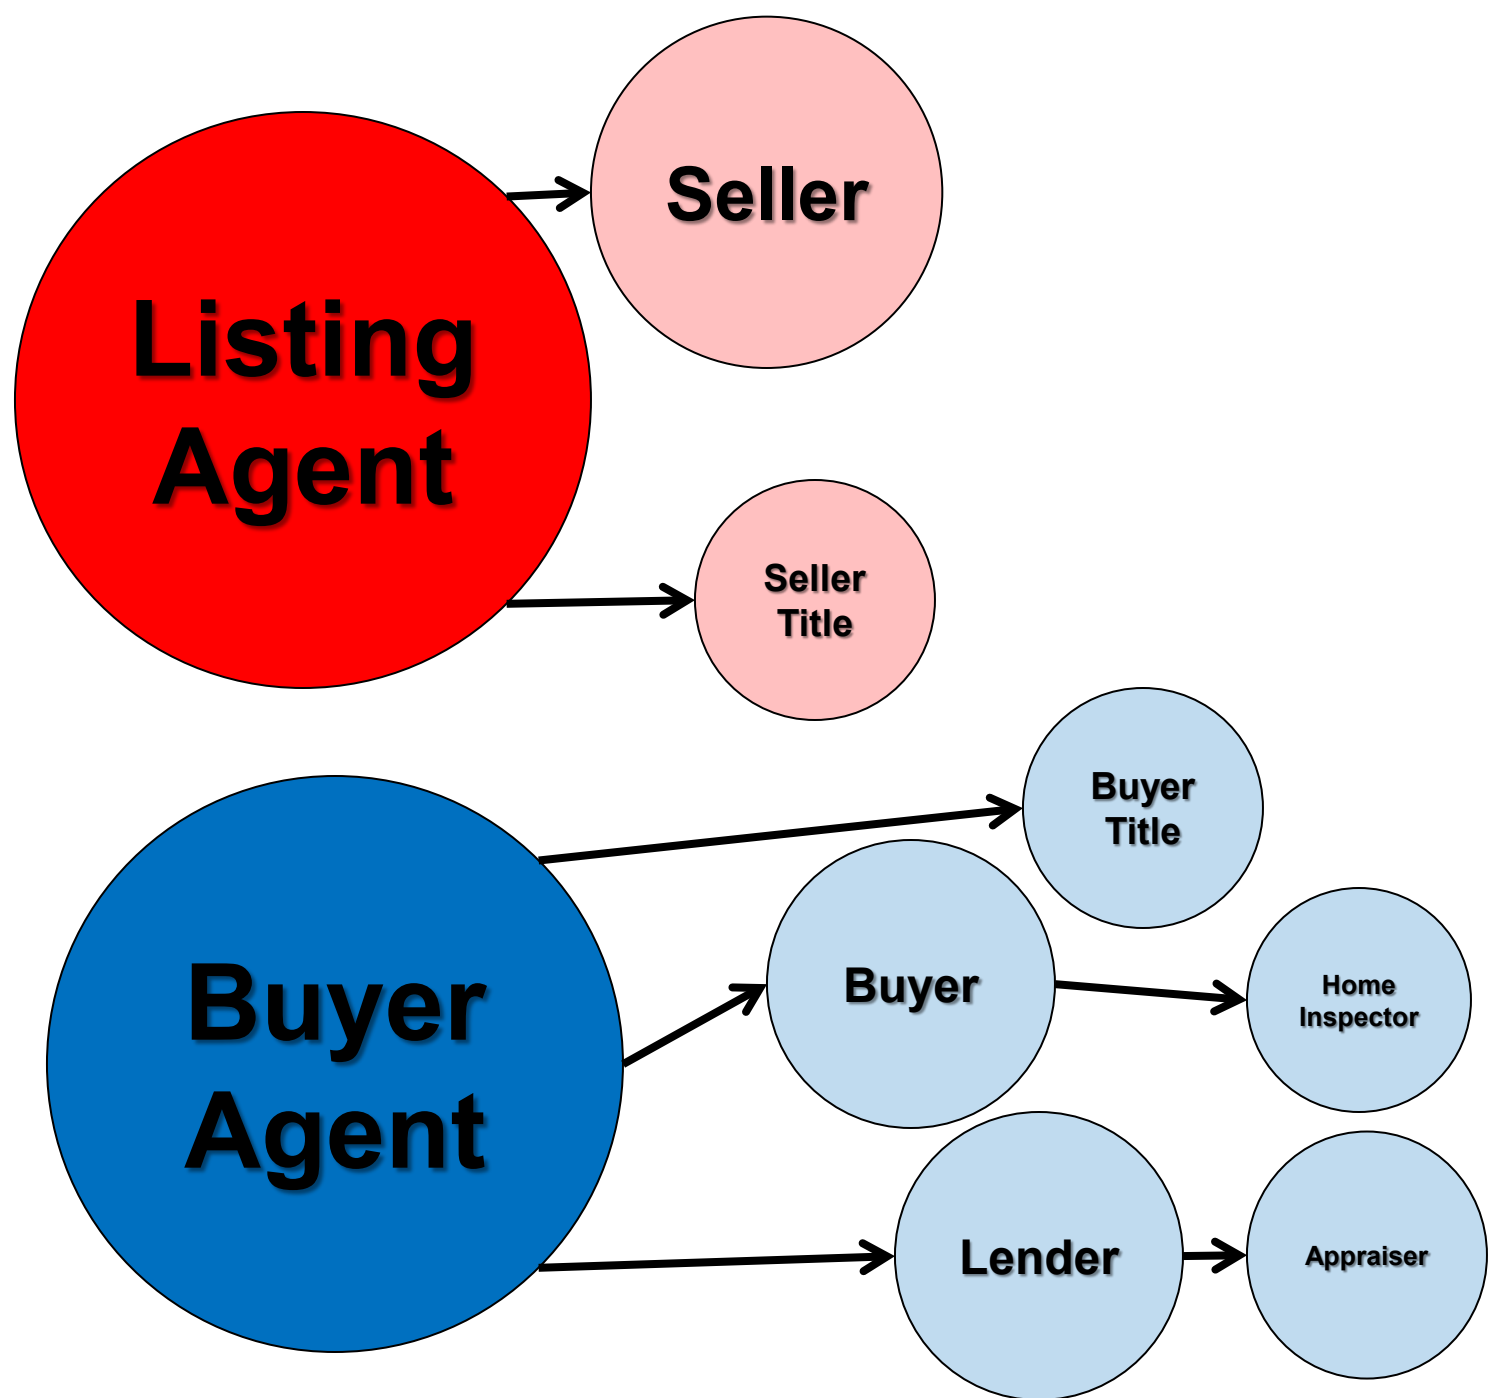 Seller
Listing
Agent
Seller
Title
Buyer
Title
Buyer
Agent
Buyer
Home
Inspector
Lender
Appraiser